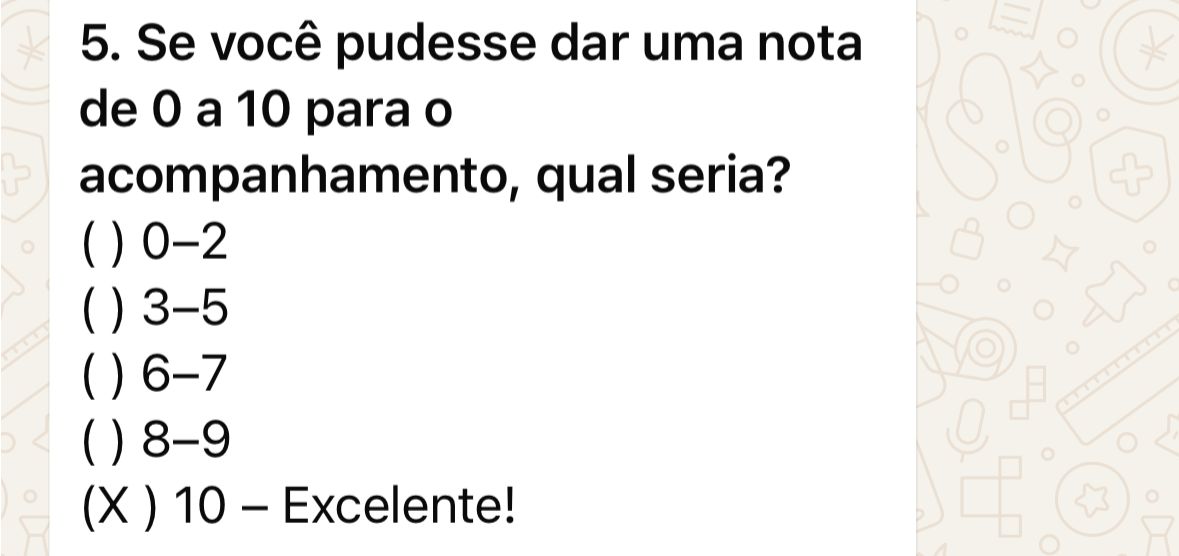 5. Se você pudesse dar uma nota
de 0 a 10 para o
acompanhamento, qual seria?
( ) 0–2
( ) 3–5
( ) 6–7
( ) 8–9
(X ) 10 – Excelente!